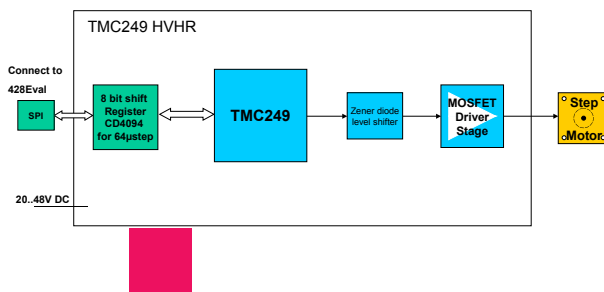 TMC249 HVHR
Connect to
428Eval
SPI
8 bit shift
Register
CD4094
for 64µstep
TMC249
Zener diode
level shifter
MOSFET
Driver
Stage
Step
Motor
20..48V DC